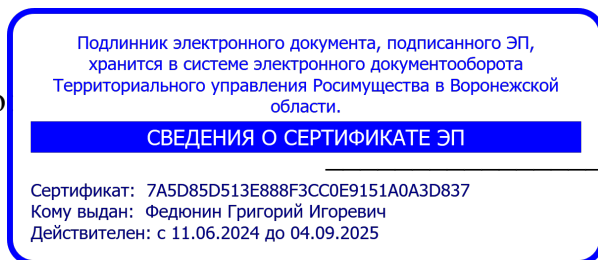 Подлинник электронного документа, подписанного ЭП,
хранится в системе электронного документооборота
Территориального управления Росимущества в Воронежской
области.
СВЕДЕНИЯ О СЕРТИФИКАТЕ ЭП
Сертификат: 7A5D85D513E888F3CC0E9151A0A3D837
Кому выдан: Федюнин Григорий Игоревич
Действителен: с 11.06.2024 до 04.09.2025